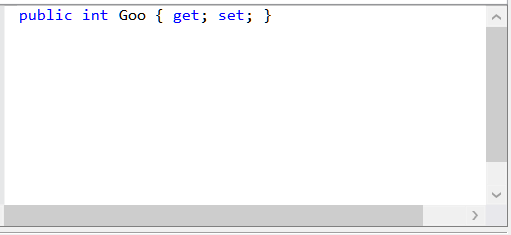 public int Goo { get; set; }